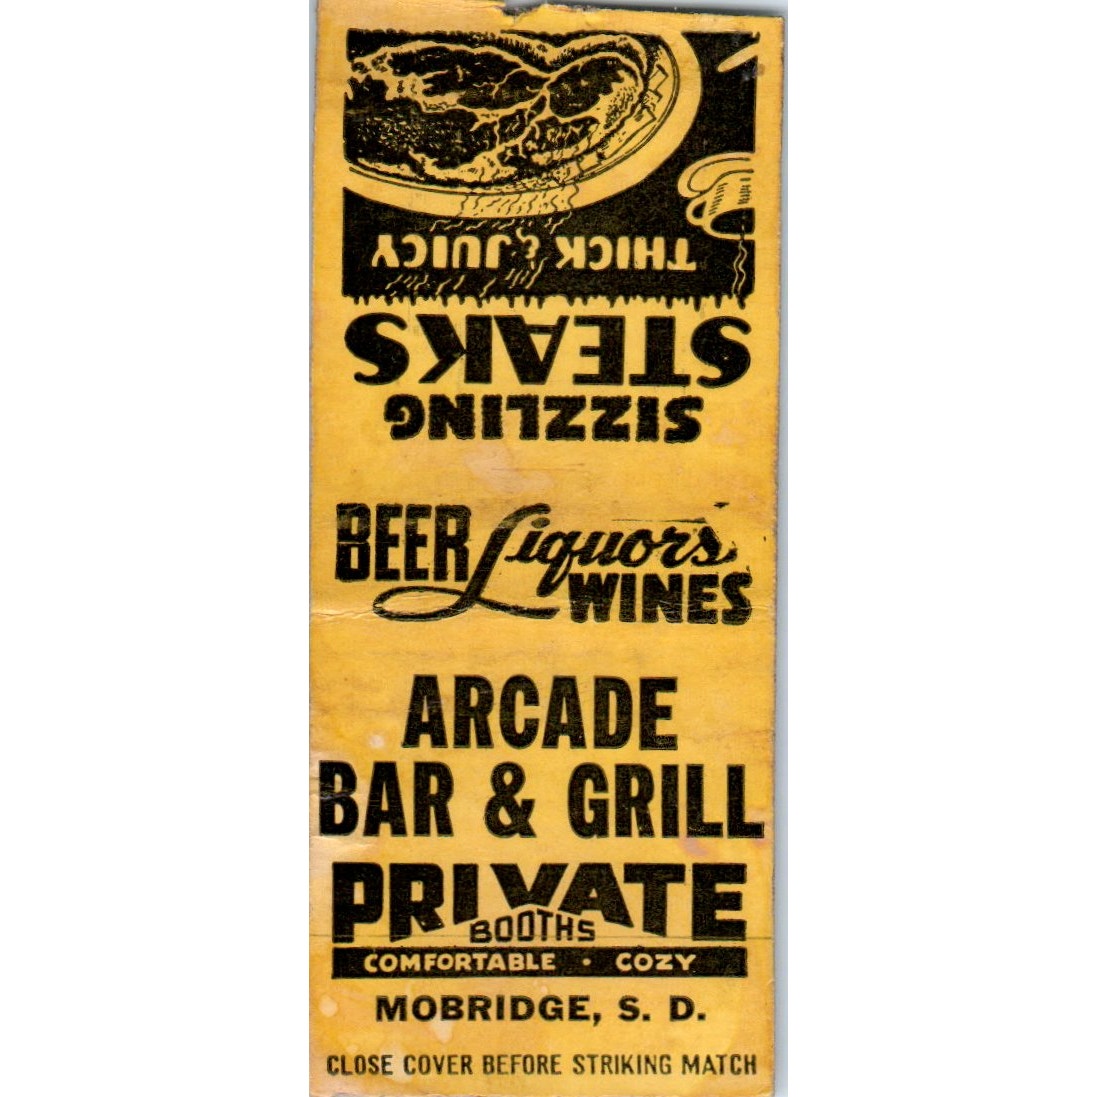 SIZZLING
STEAKS
THICK & JUICY
BEER Liquors
WINES
ARCADE
BAR & GRILL
PRIVATE
BOOTHS
COMFORTABLE · COZY
MOBRIDGE, S. D.
CLOSE COVER BEFORE STRIKING MATCH